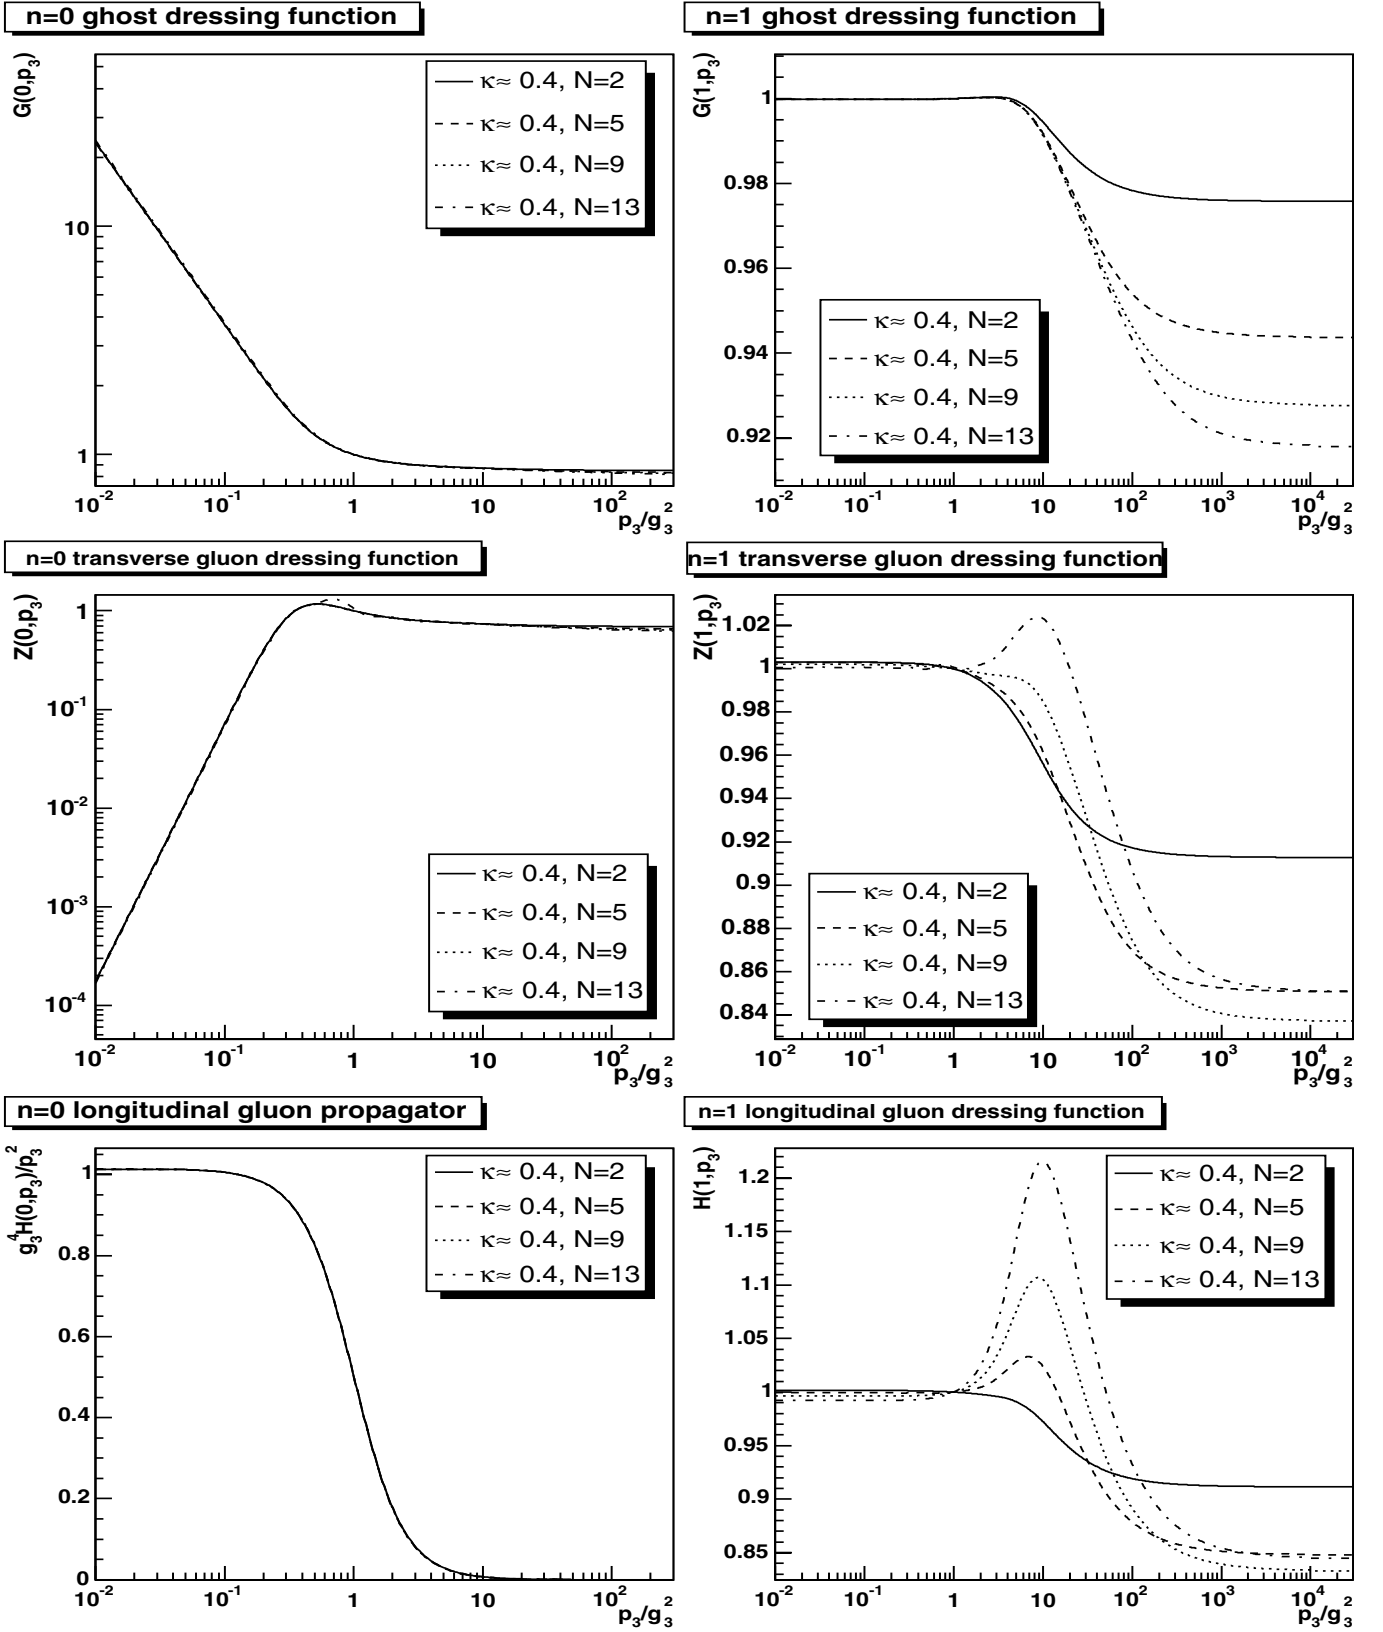 n=0 ghost dressing function
G(0,p₃)
10
1
κ≈ 0.4, N=2
κ≈ 0.4, N=5
κ≈ 0.4, N=9
κ≈ 0.4, N=13
10⁻² 10⁻¹ 1 10 10²
p₃/g₃²
n=1 ghost dressing function
G(1,p₃)
1
0.98
0.96
0.94
0.92
κ≈ 0.4, N=2
κ≈ 0.4, N=5
κ≈ 0.4, N=9
κ≈ 0.4, N=13
10⁻² 10⁻¹ 1 10 10² 10³ 10⁴
p₃/g₃²
n=0 transverse gluon dressing function
Z(0,p₃)
1
10⁻¹
10⁻²
10⁻³
10⁻⁴
κ≈ 0.4, N=2
κ≈ 0.4, N=5
κ≈ 0.4, N=9
κ≈ 0.4, N=13
10⁻² 10⁻¹ 1 10 10²
p₃/g₃²
n=1 transverse gluon dressing function
Z(1,p₃)
1.02
1
0.98
0.96
0.94
0.92
0.9
0.88
0.86
0.84
κ≈ 0.4, N=2
κ≈ 0.4, N=5
κ≈ 0.4, N=9
κ≈ 0.4, N=13
10⁻² 10⁻¹ 1 10 10² 10³ 10⁴
p₃/g₃²
n=0 longitudinal gluon propagator
g₃⁴H(0,p₃)/p₃²
1
0.8
0.6
0.4
0.2
0
κ≈ 0.4, N=2
κ≈ 0.4, N=5
κ≈ 0.4, N=9
κ≈ 0.4, N=13
10⁻² 10⁻¹ 1 10 10²
p₃/g₃²
n=1 longitudinal gluon dressing function
H(1,p₃)
1.2
1.15
1.1
1.05
1
0.95
0.9
0.85
κ≈ 0.4, N=2
κ≈ 0.4, N=5
κ≈ 0.4, N=9
κ≈ 0.4, N=13
10⁻² 10⁻¹ 1 10 10² 10³ 10⁴
p₃/g₃²